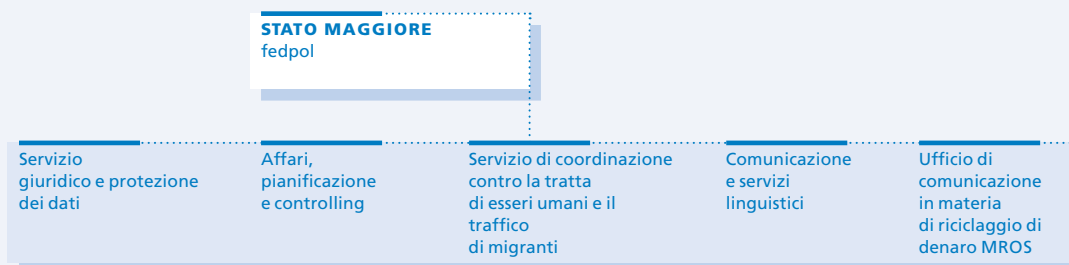 STATO MAGGIORE
fedpol
Servizio
giuridico e protezione
dei dati
Affari,
pianificazione
e controlling
Servizio di coordinazione
contro la tratta
di esseri umani e il
traffico
di migranti
Comunicazione
e servizi
linguistici
Ufficio di
comunicazione
in materia
di riciclaggio di
denaro MROS